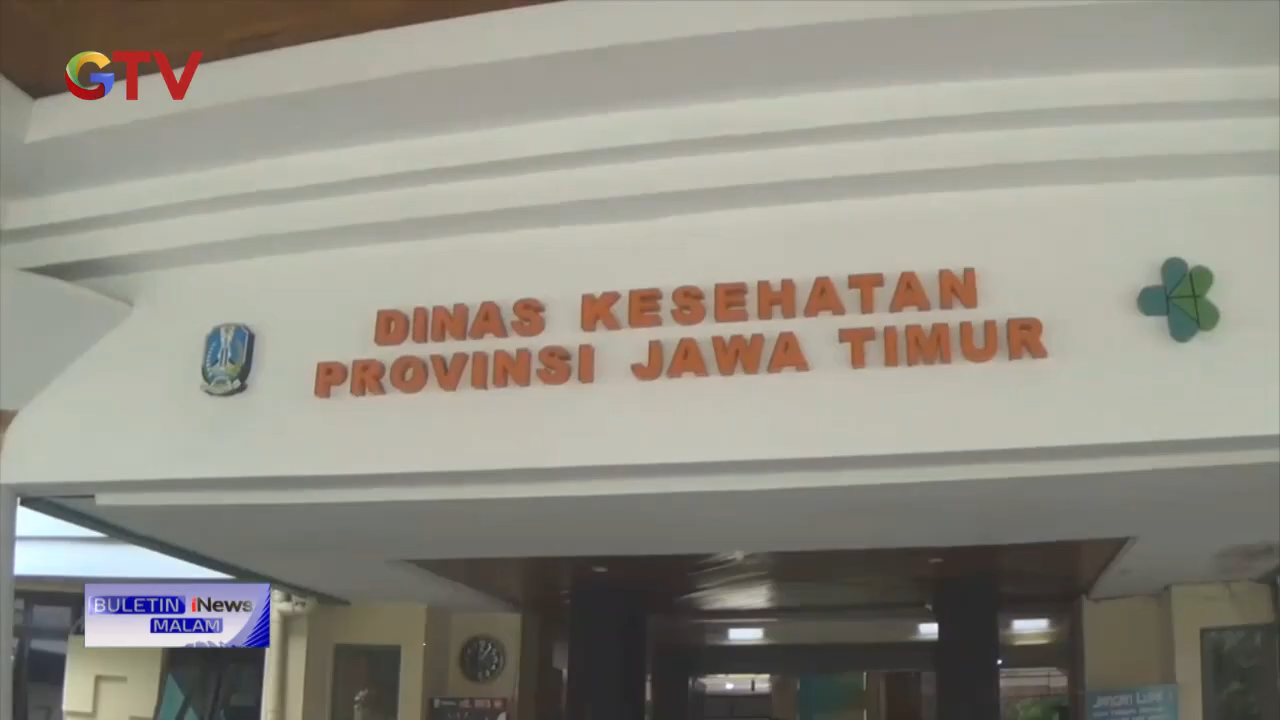 GTV
DINAS KESEHATAN
PROVINSI JAWA TIMUR
BULETIN iNews
MALAM